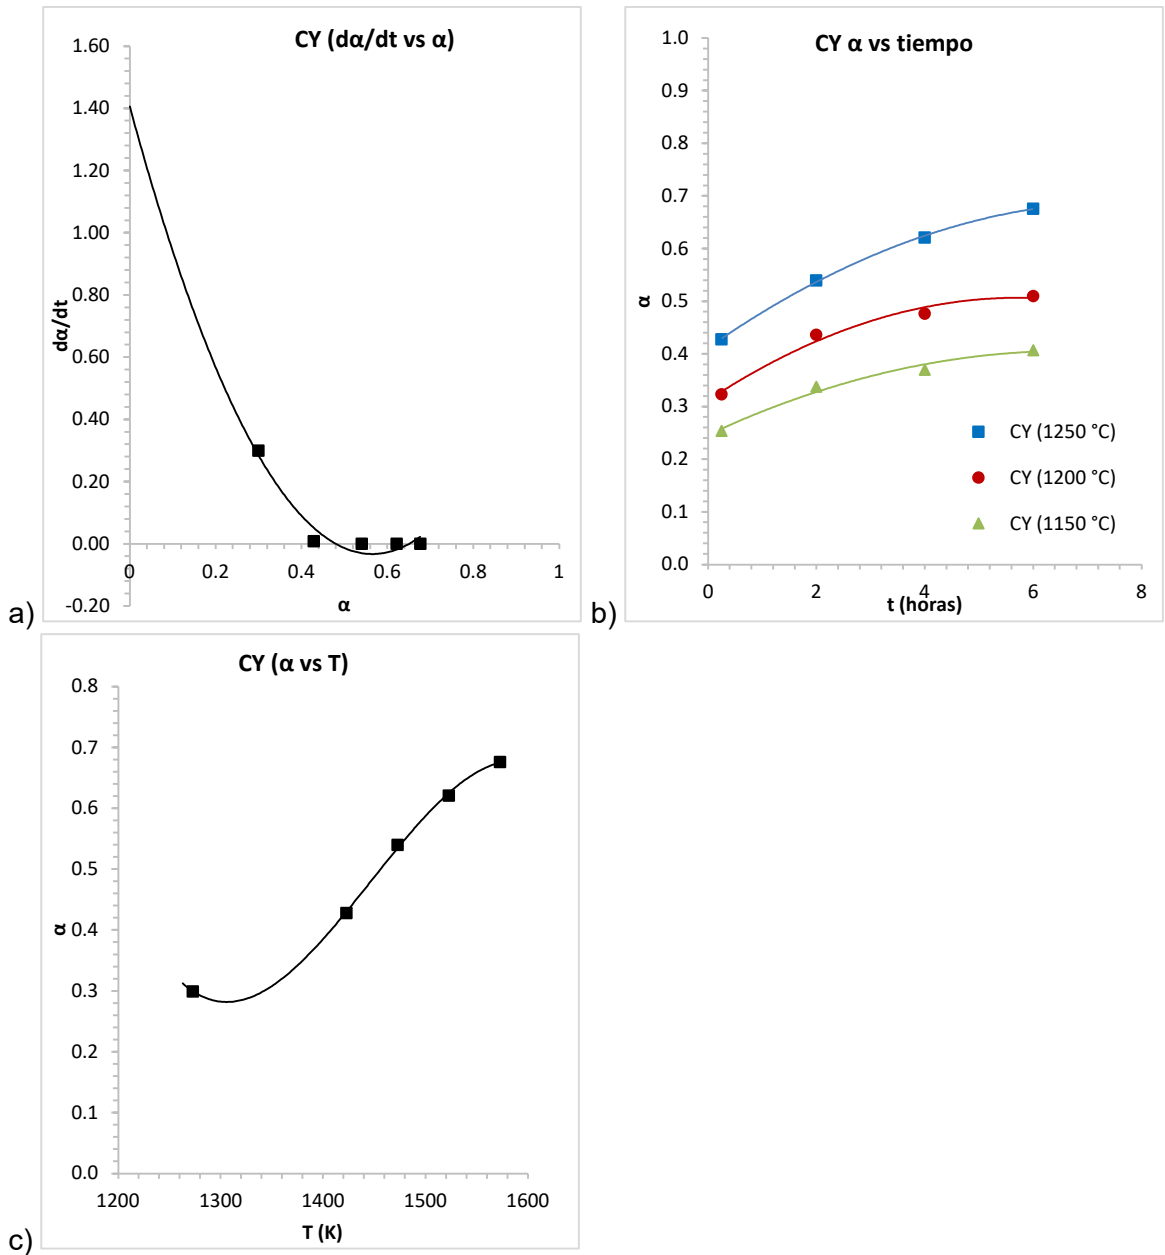 CY (dα/dt vs α)
1.60
1.40
1.20
1.00
0.80
0.60
0.40
0.20
0.00
-0.20
dα/dt
0 0.2 0.4 0.6 0.8 1
α
a)
CY α vs tiempo
1.0
0.9
0.8
0.7
0.6
0.5
0.4
0.3
0.2
0.1
0.0
α
CY (1250 °C)
CY (1200 °C)
CY (1150 °C)
0 2 4 6 8
t (horas)
b)
CY (α vs T)
0.8
0.7
0.6
0.5
0.4
0.3
0.2
0.1
0.0
α
1200 1300 1400 1500 1600
T (K)
c)